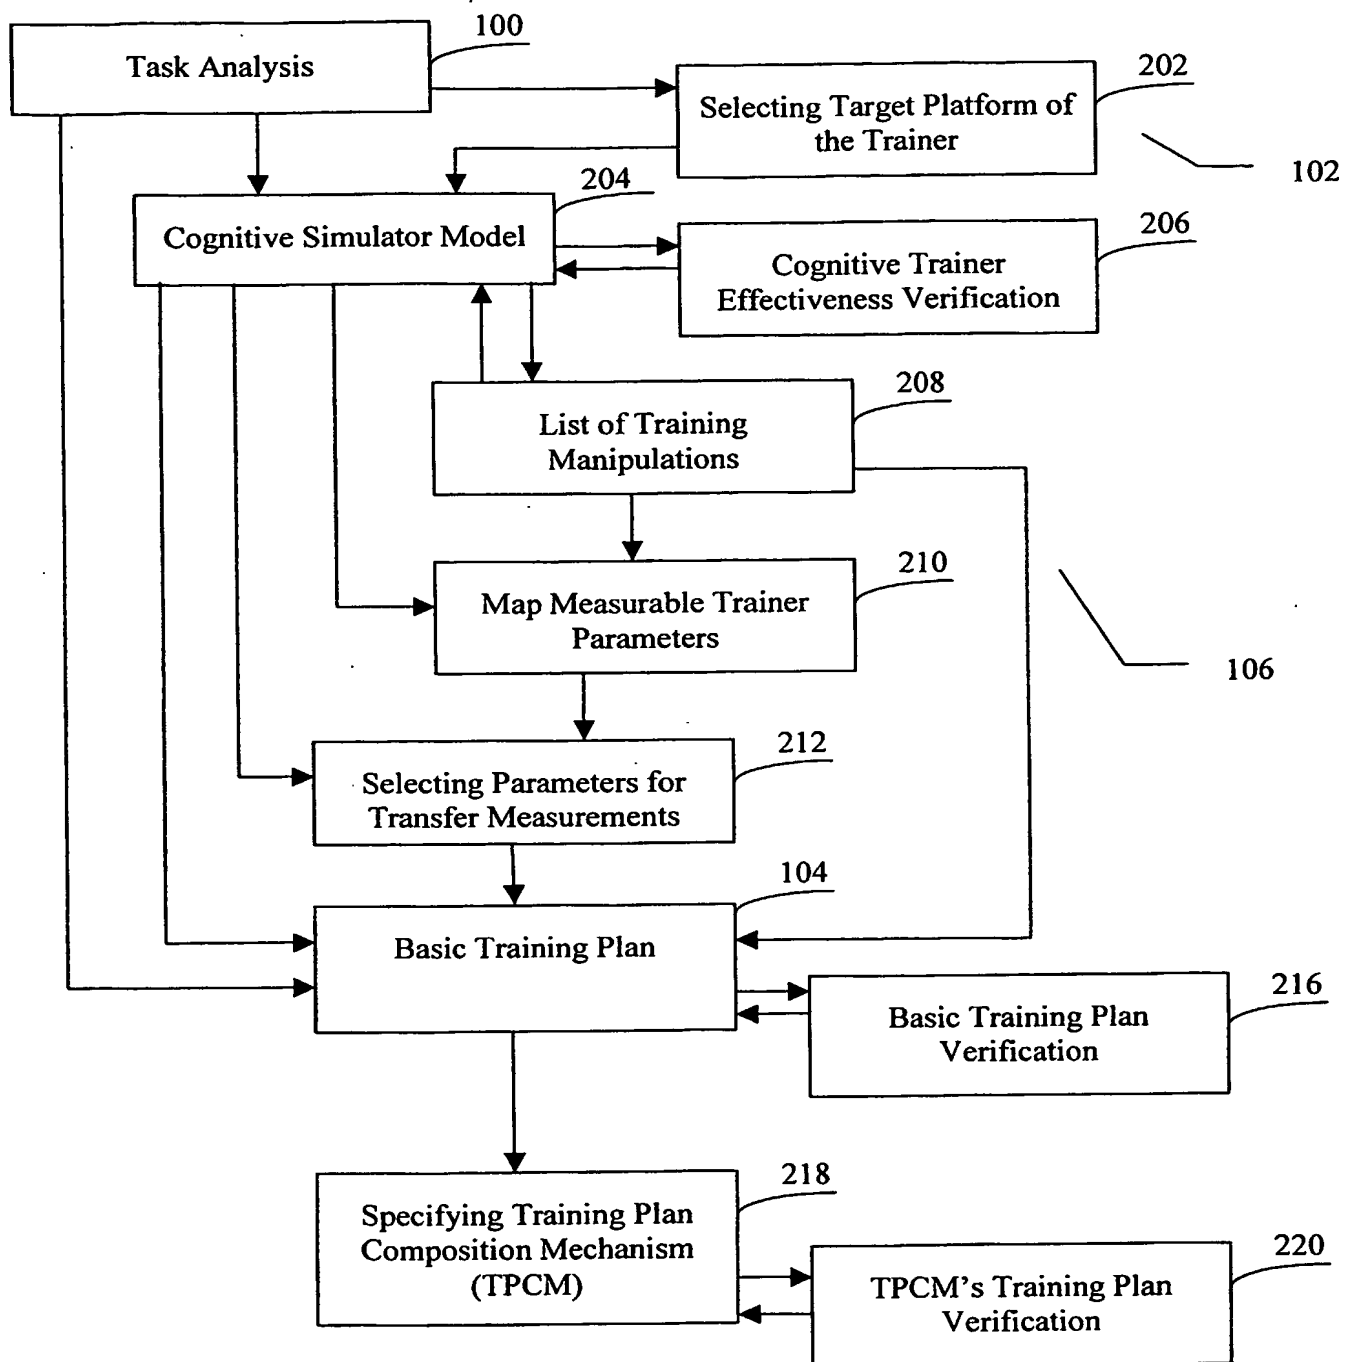 100
Task Analysis
202
Selecting Target Platform of
the Trainer
102
204
Cognitive Simulator Model
206
Cognitive Trainer
Effectiveness Verification
208
List of Training
Manipulations
210
Map Measurable Trainer
Parameters
106
212
Selecting Parameters for
Transfer Measurements
104
Basic Training Plan
216
Basic Training Plan
Verification
218
Specifying Training Plan
Composition Mechanism
(TPCM)
220
TPCM's Training Plan
Verification